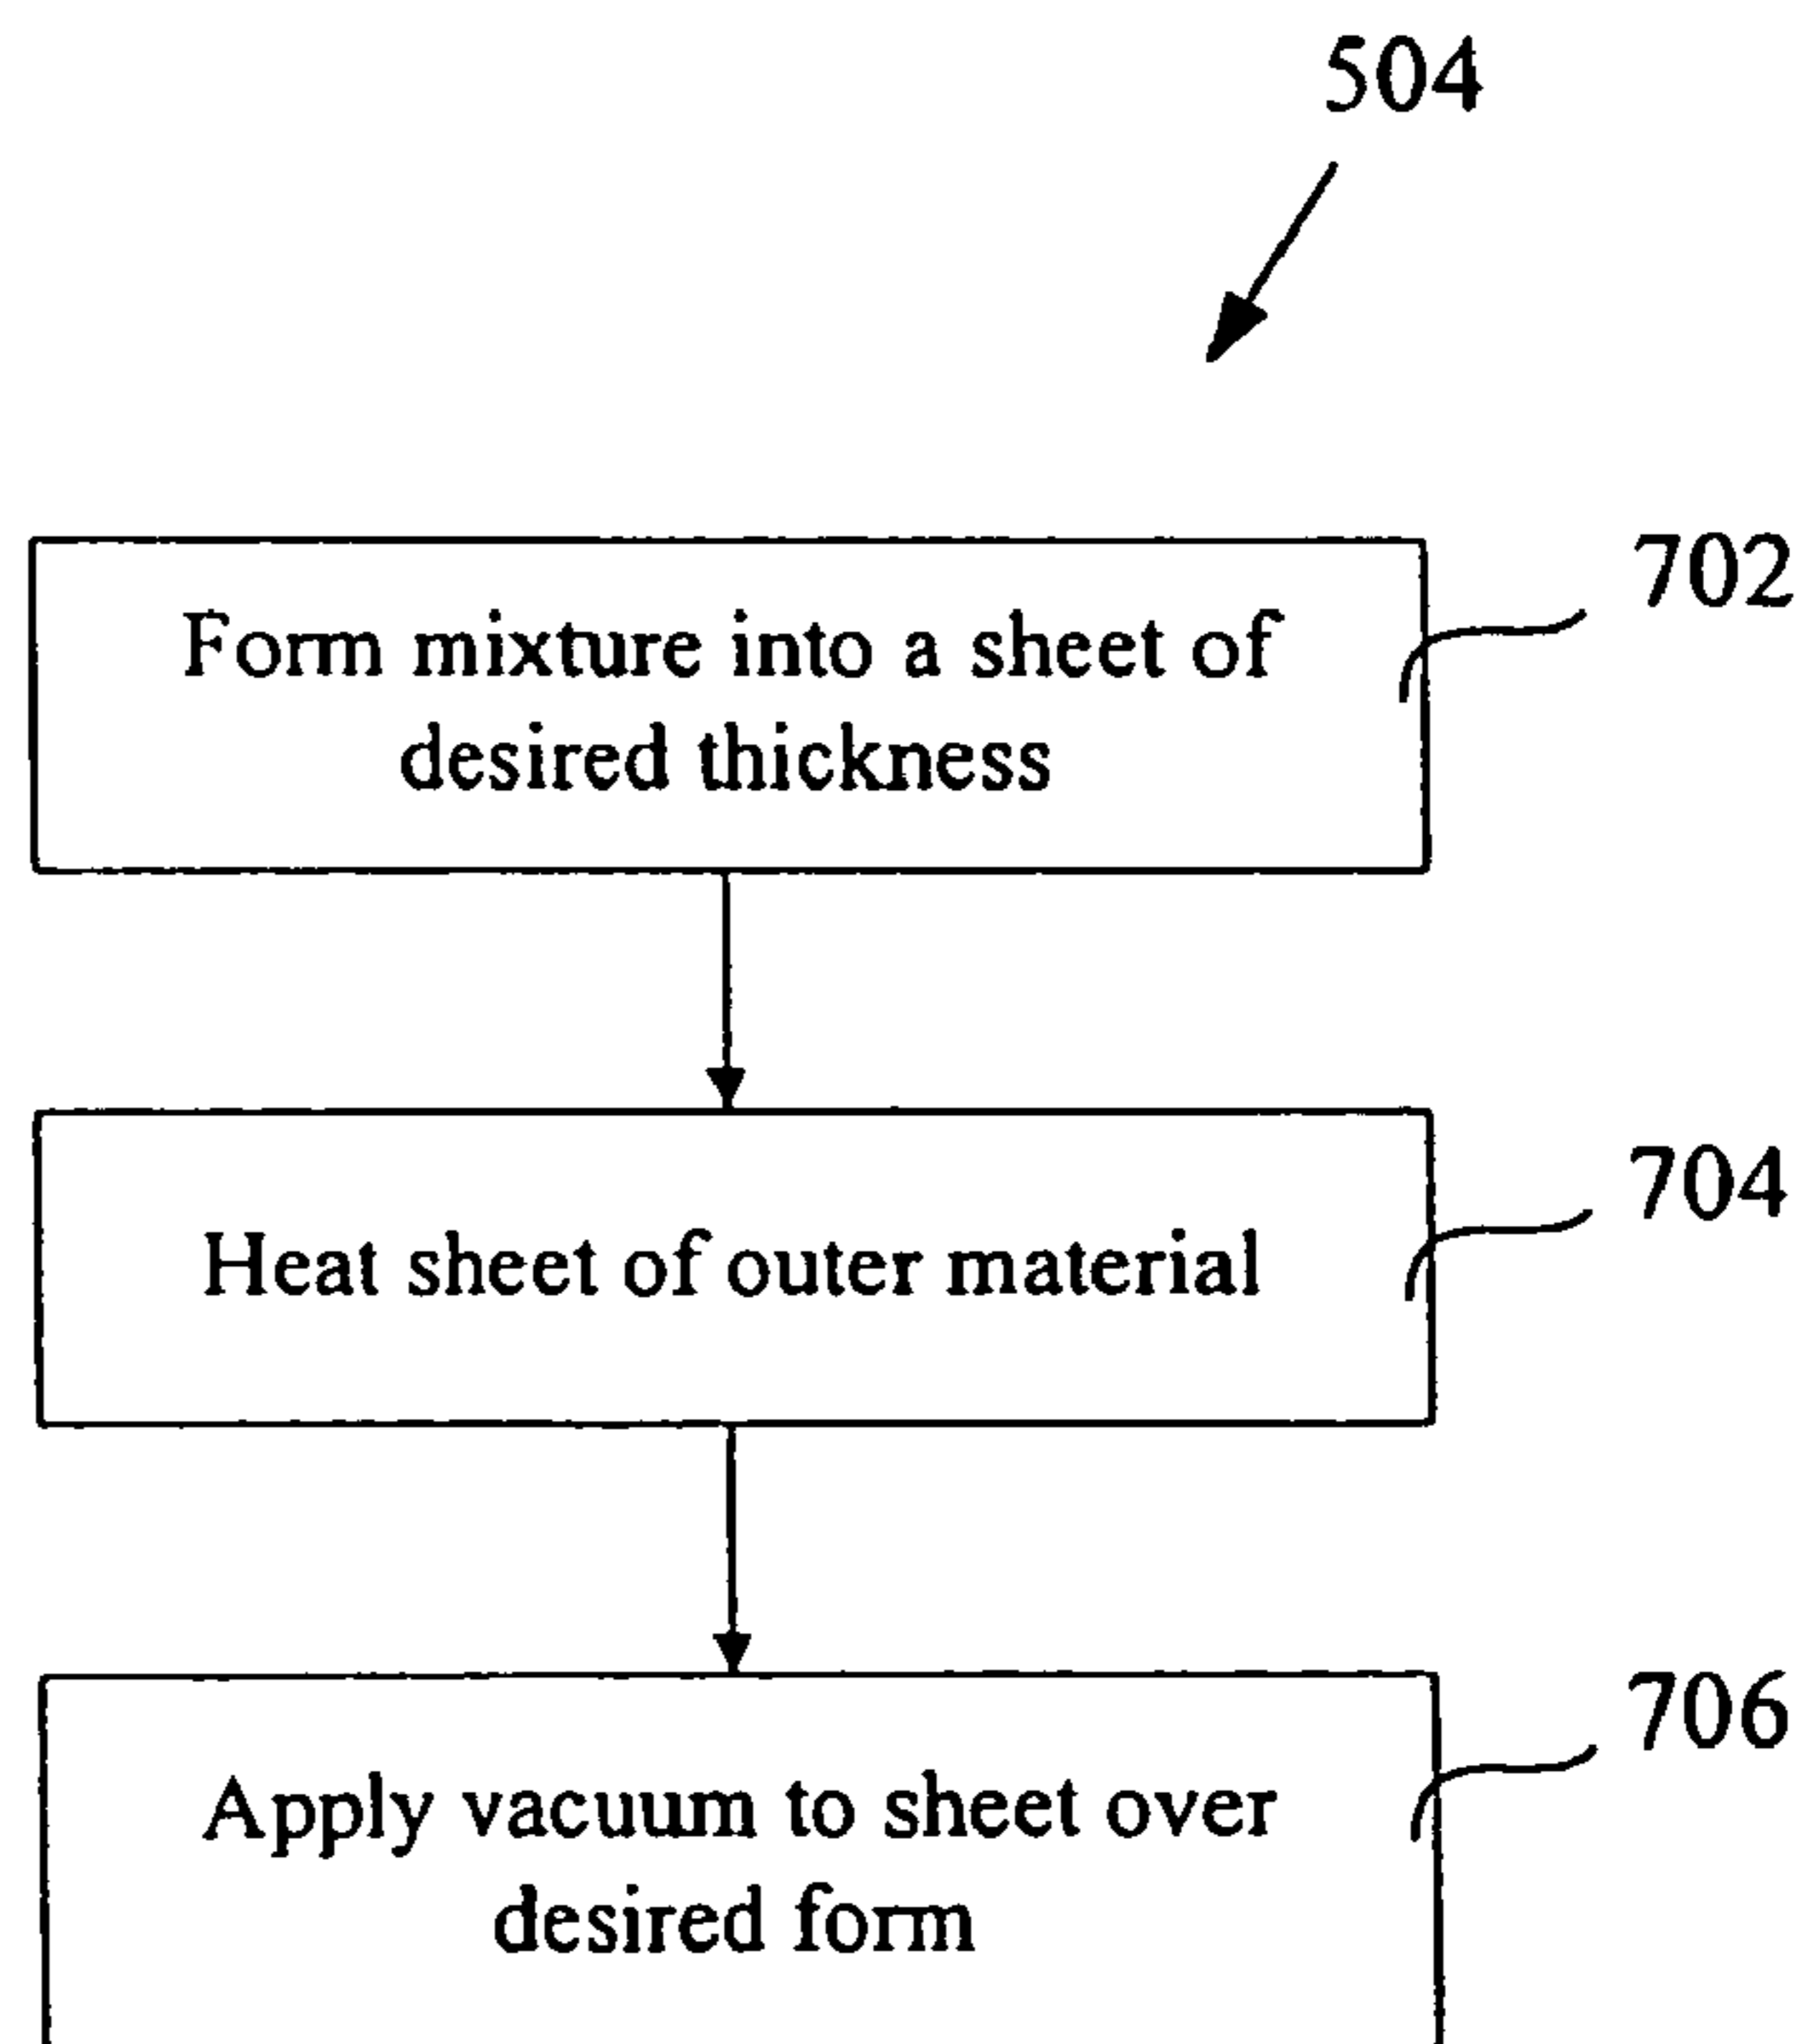 504
Form mixture into a sheet of
desired thickness
702
Heat sheet of outer material
704
Apply vacuum to sheet over
desired form
706